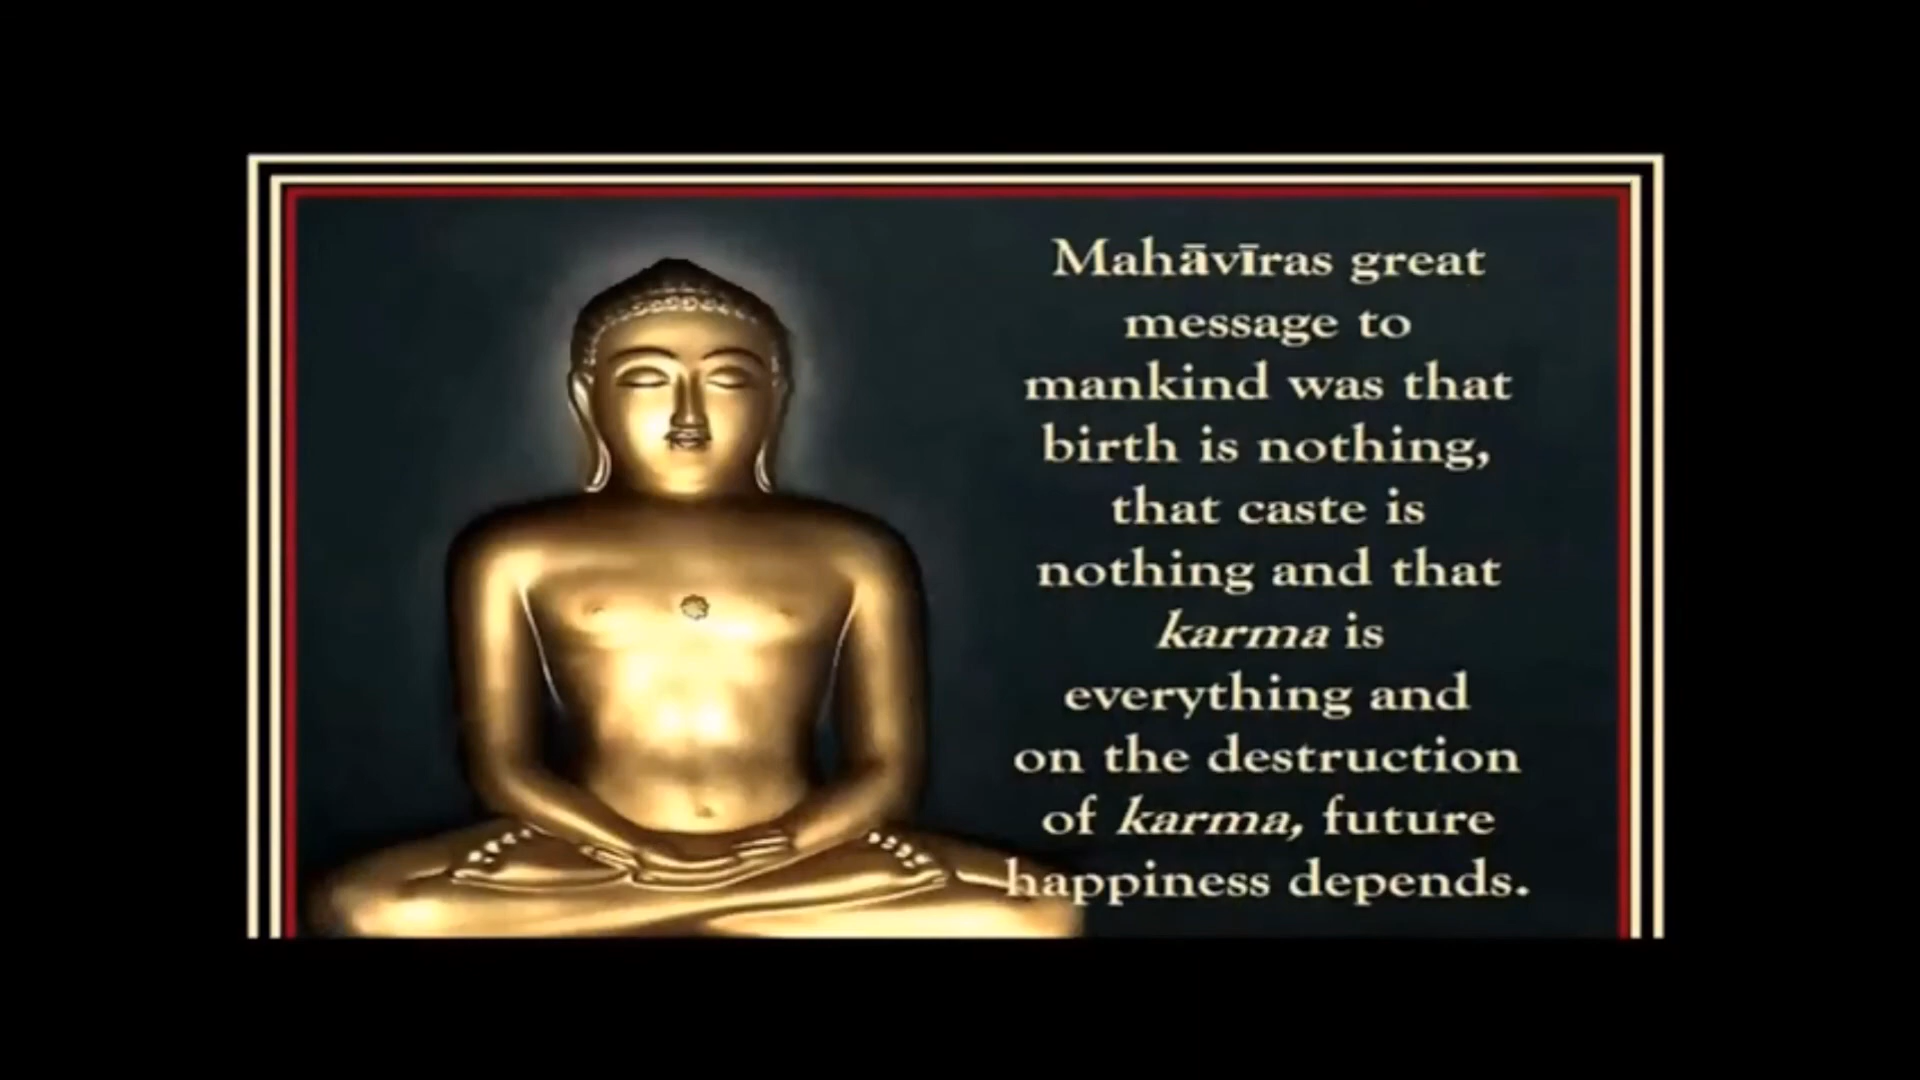 Mahāvīras great
message to
mankind was that
birth is nothing,
that caste is
nothing and that
karma is
everything and
on the destruction
of karma, future
happiness depends.